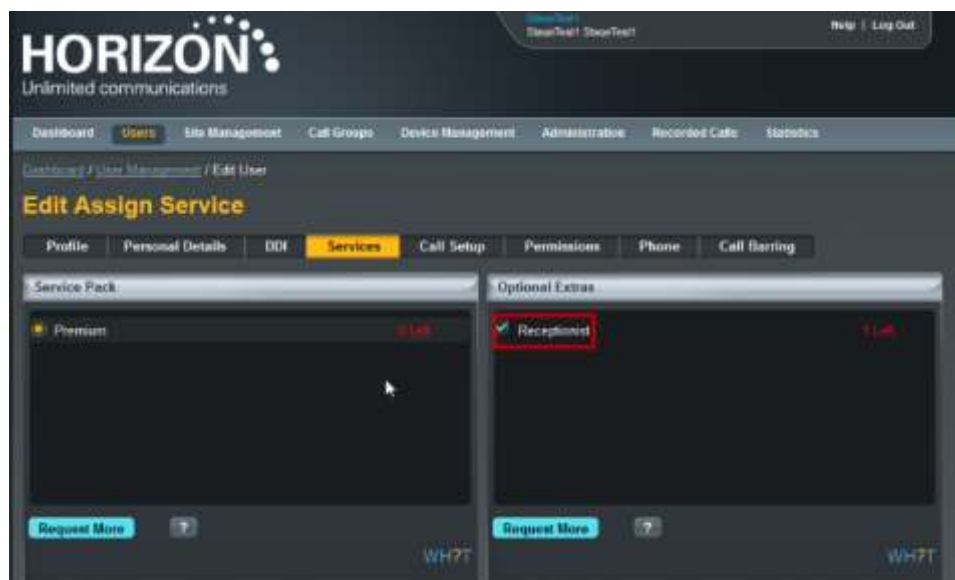 HORIZON
Unlimited communications
Help | Log Out
Dashboard Users Site Management Call Groups Device Management Administration Recorded Calls Statistics
Dashboard / User Management / Edit User
Edit Assign Service
Profile Personal Details DDI Services Call Setup Permissions Phone Call Barring
Service Pack
Optional Extras
Premium
Left
Receptionist
Left
Request More ?
Request More ?
WH?T
WH?T